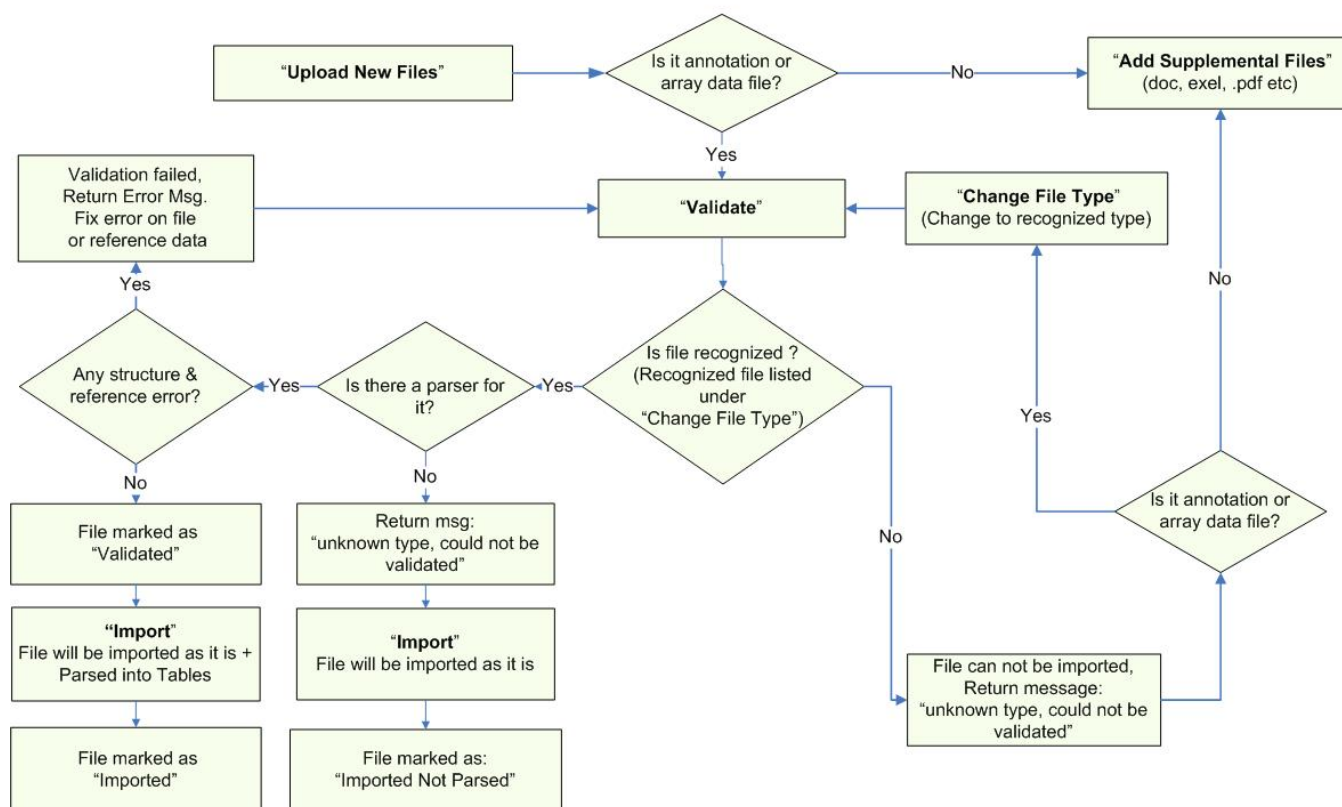 “Upload New Files”
Is it annotation or
array data file?
No
“Add Supplemental Files”
(doc, exel, .pdf etc)
Yes
Validation failed,
Return Error Msg.
Fix error on file
or reference data
“Validate”
“Change File Type”
(Change to recognized type)
Yes
No
Any structure &
reference error?
Yes
Is there a parser for
it?
Yes
Is file recognized ?
(Recognized file listed
under
“Change File Type”)
Yes
No
No
No
Is it annotation or
array data file?
File marked as
“Validated”
Return msg:
“unknown type, could not be
validated”
“Import”
File will be imported as it is +
Parsed into Tables
“Import”
File will be imported as it is
File can not be imported,
Return message:
“unknown type, could not be
validated”
File marked as
“Imported”
File marked as:
“Imported Not Parsed”